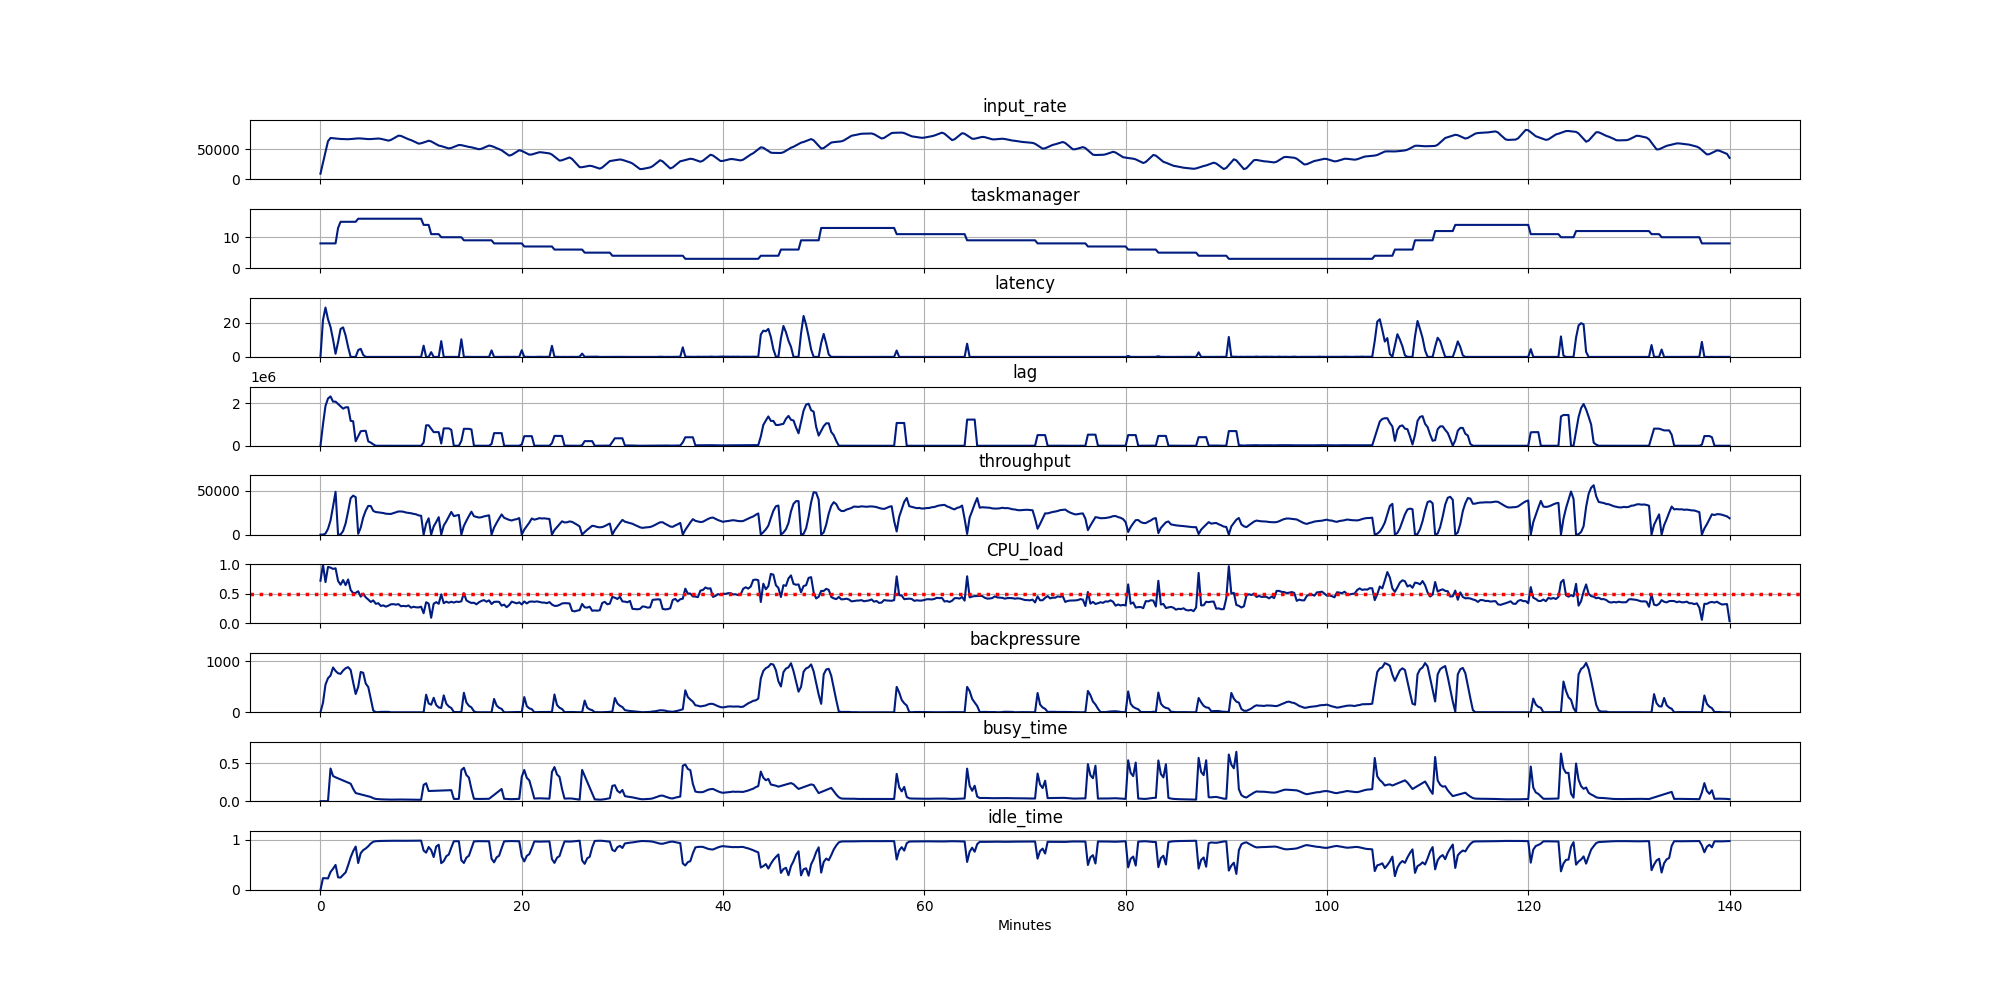 input_rate
50000
0
taskmanager
10
0
latency
20
0
1e6
lag
2
0
throughput
50000
0
CPU_load
1.0
0.5
0.0
backpressure
1000
0
busy_time
0.5
0.0
idle_time
1
0
0 20 40 60 80 100 120 140
Minutes